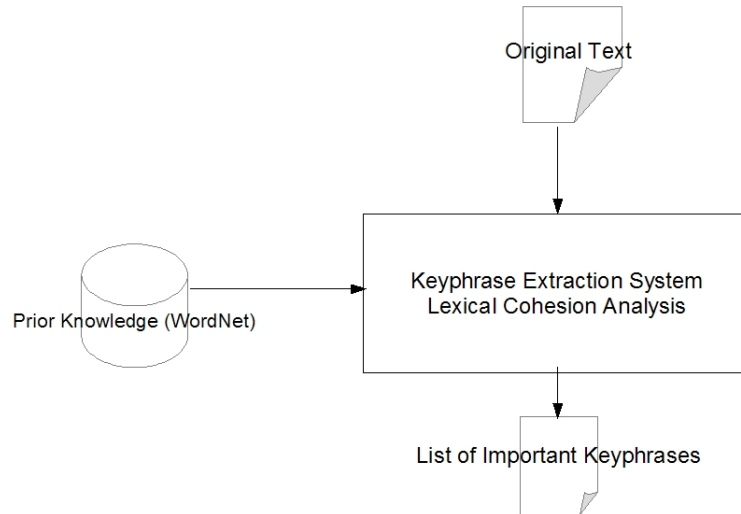 Original Text
Keyphrase Extraction System
Lexical Cohesion Analysis
Prior Knowledge (WordNet)
List of Important Keyphrases